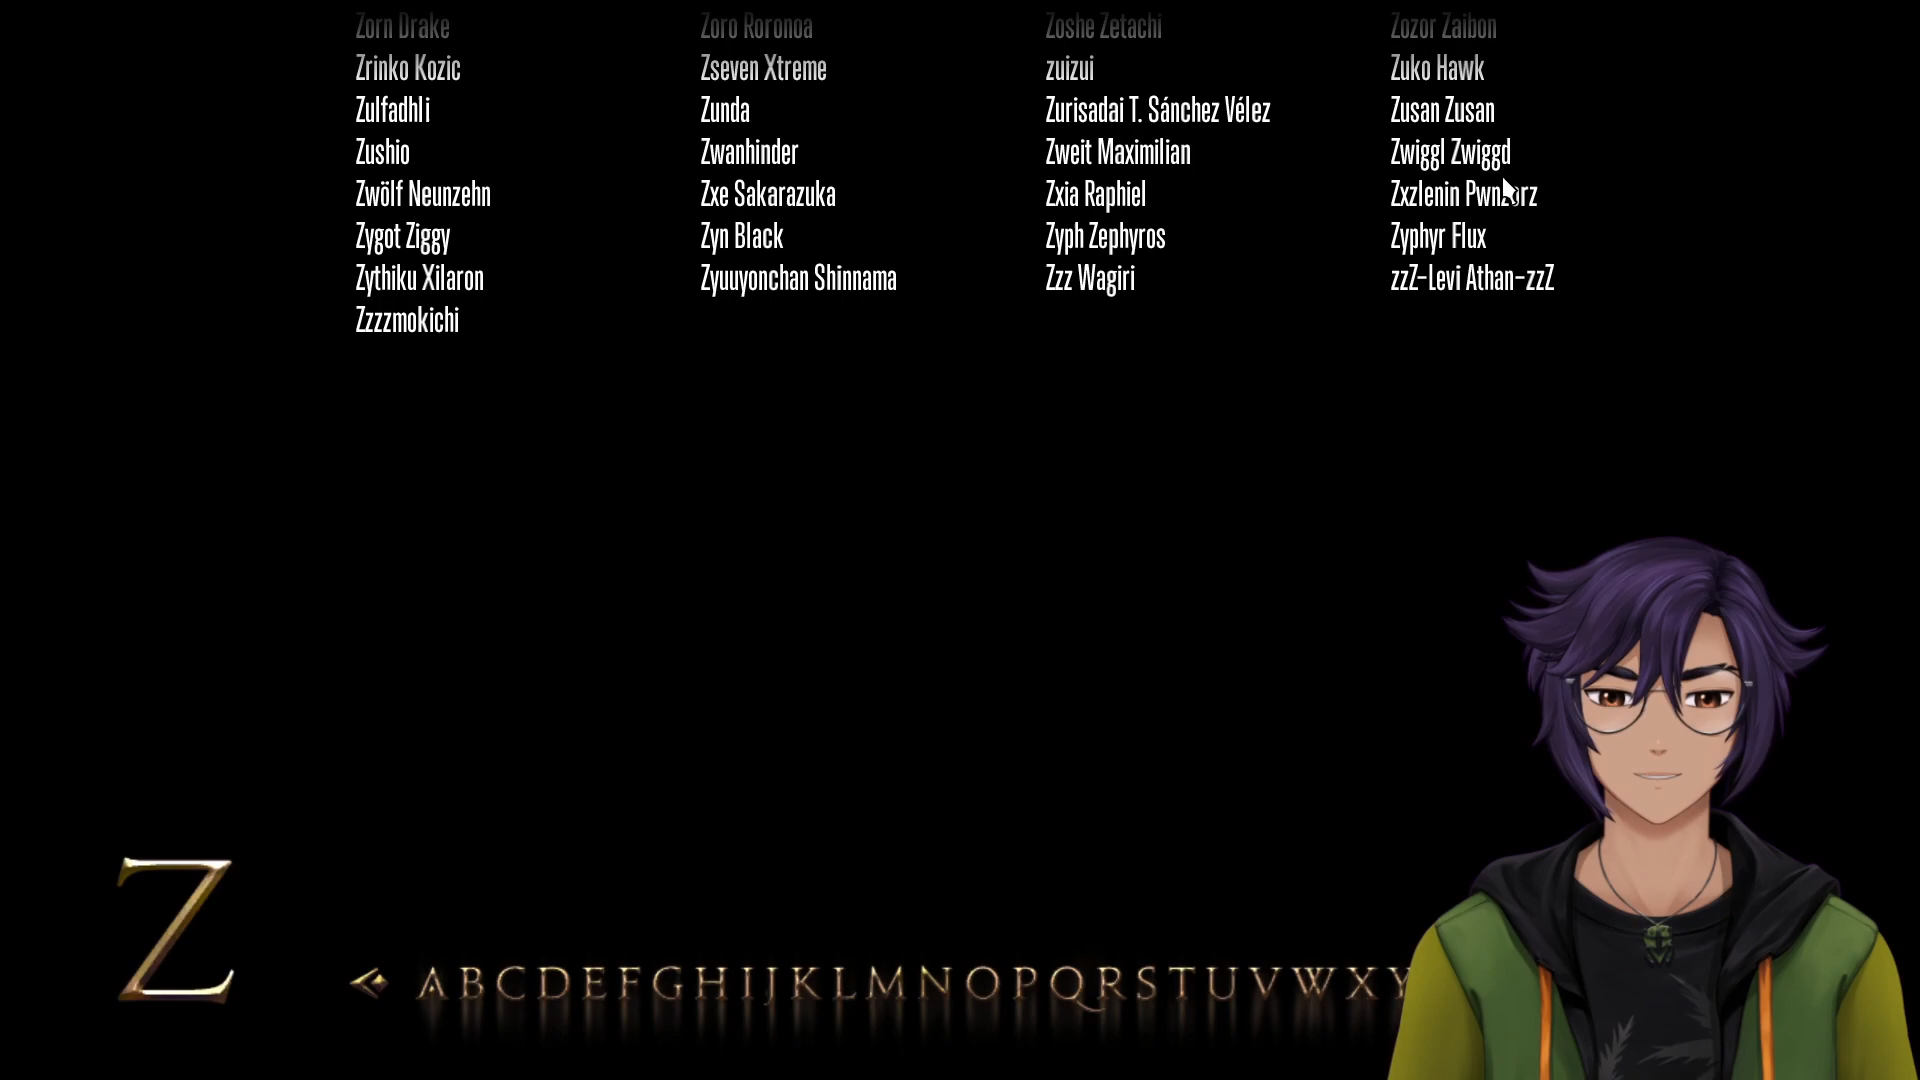 Zorn Drake Zoro Roronoa Zoshe Zetachi Zozor Zaibon
Zrinko Kozic Zseven Xtreme zuizui Zuko Hawk
Zulfadhli Zunda Zurisadai T. Sánchez Vélez Zusan Zusan
Zushio Zwanhinder Zweit Maximilian Zwiggl Zwiggd
Zwölf Neunzehn Zxe Sakarazuka Zxia Raphiel Zxzlenin
Zygot Ziggy Zyn Black Zyph Zephyros Zyphyr Flux
Zythiku Xilaron Zyuuyonchan Shinnama Zzz Wagiri zzZ-Levi Athan-zzZ
Zzzzmokichi
Z
A B C D E F G H I J K L M N O P Q R S T U V W X Y